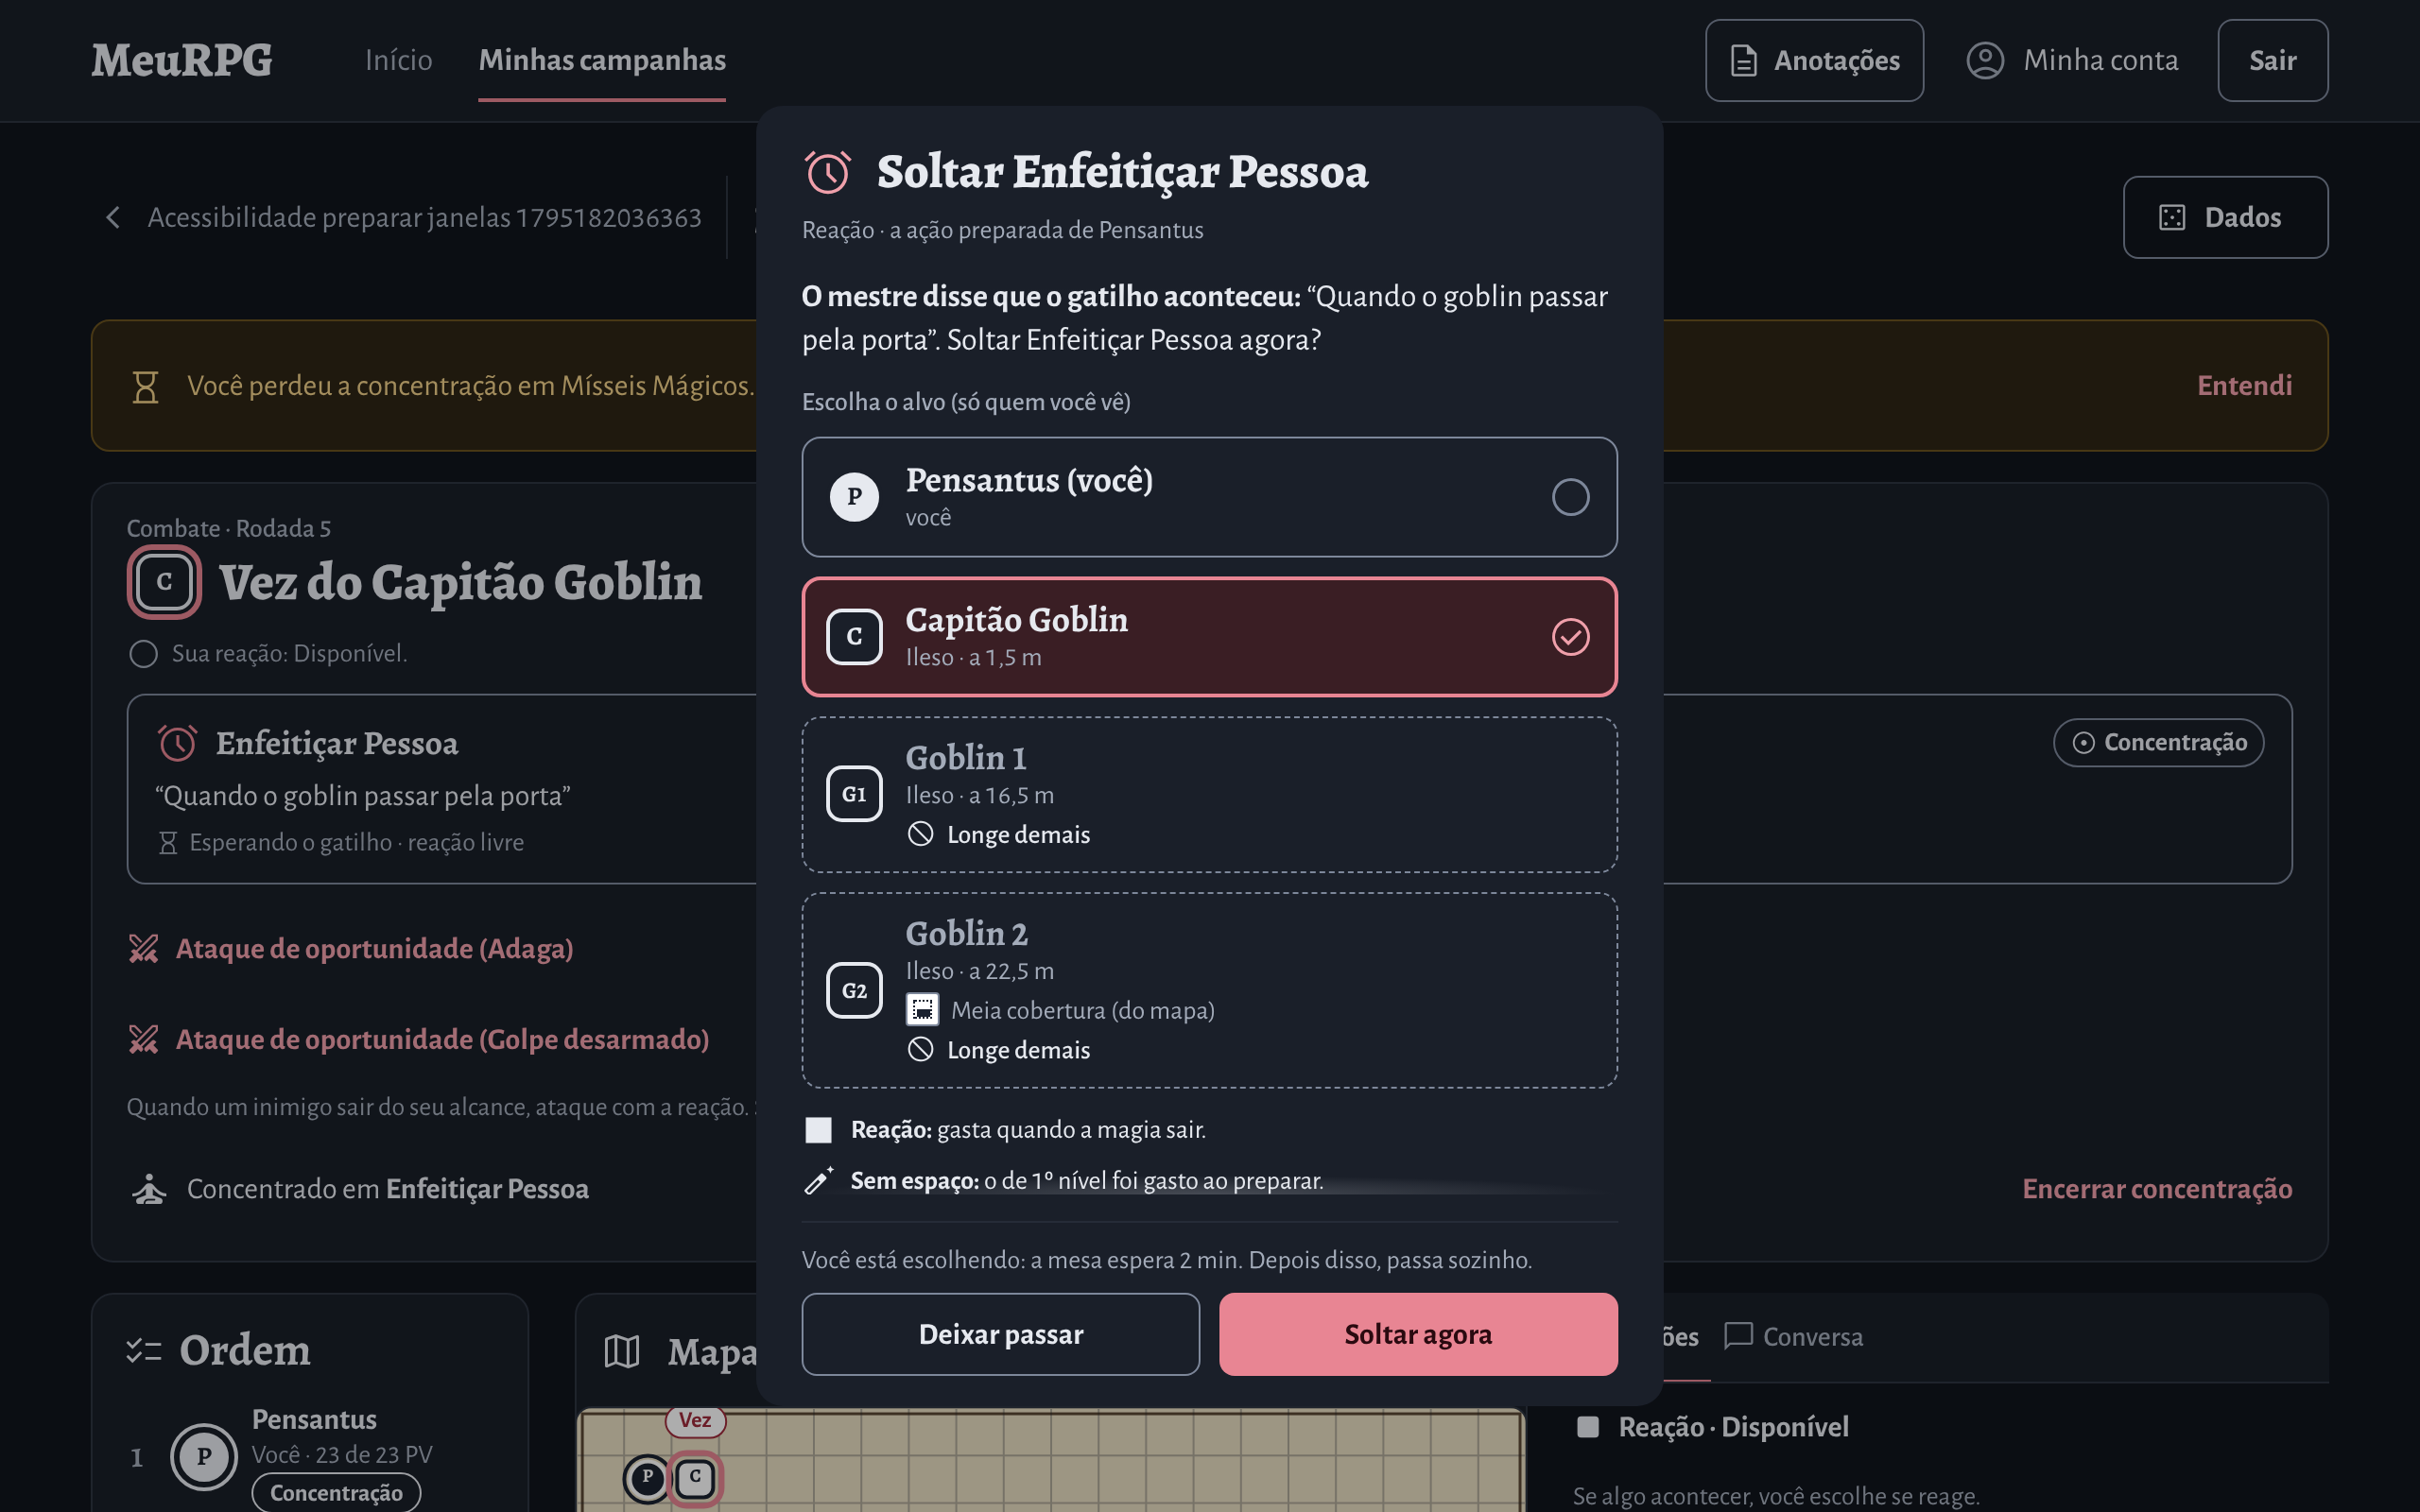 MeuRPG
Início
Minhas campanhas
Anotações
Minha conta
Sair
Acessibilidade preparar janelas 1795182036363
Dados
Você perdeu a concentração em Mísseis Mágicos.
Entendi
Combate · Rodada 5
C
Vez do Capitão Goblin
Sua reação: Disponível.
Enfeitiçar Pessoa
Concentração
“Quando o goblin passar pela porta”
Esperando o gatilho · reação livre
Ataque de oportunidade (Adaga)
Ataque de oportunidade (Golpe desarmado)
Quando um inimigo sair do seu alcance, ataque com a reação.
Concentrado em Enfeitiçar Pessoa
Encerrar concentração
Soltar Enfeitiçar Pessoa
Reação · a ação preparada de Pensantus
O mestre disse que o gatilho aconteceu: “Quando o goblin passar
pela porta”. Soltar Enfeitiçar Pessoa agora?
Escolha o alvo (só quem você vê)
P
Pensantus (você)
você
C
Capitão Goblin
Ileso · a 1,5 m
G1
Goblin 1
Ileso · a 16,5 m
Longe demais
G2
Goblin 2
Ileso · a 22,5 m
Meia cobertura (do mapa)
Longe demais
Reação: gasta quando a magia sair.
Sem espaço: o de 1º nível foi gasto ao preparar.
Você está escolhendo: a mesa espera 2 min. Depois disso, passa sozinho.
Deixar passar
Soltar agora
Ordem
1
P
Pensantus
Você · 23 de 23 PV
Concentração
Mapa
Vez
P
C
Conversa
Reação · Disponível
Se algo acontecer, você escolhe se reage.